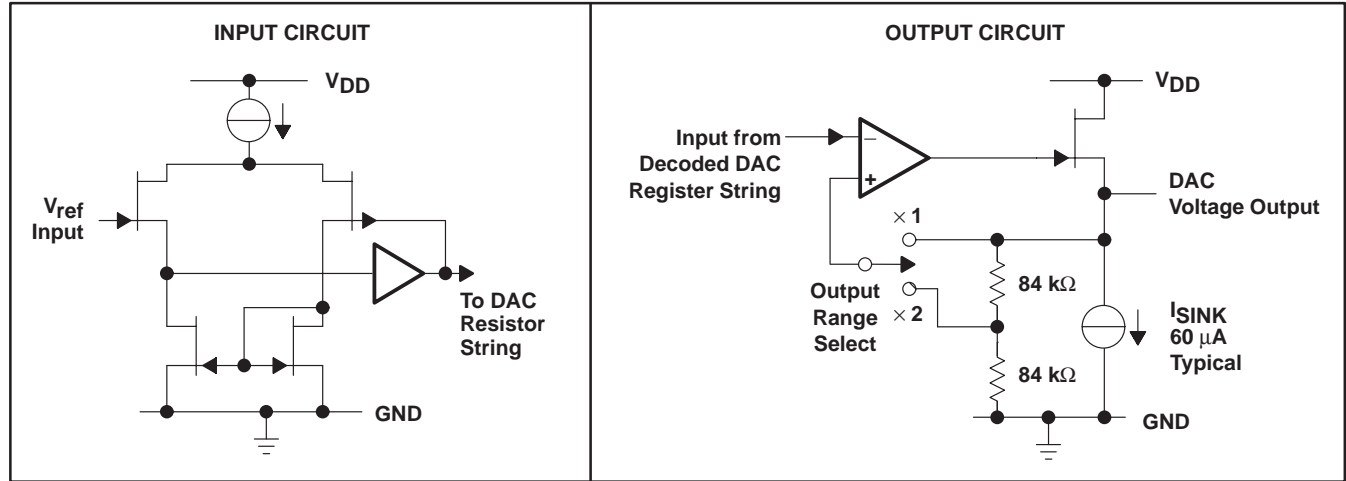 INPUT CIRCUIT
VDD
Vref
Input
To DAC
Resistor
String
GND
OUTPUT CIRCUIT
VDD
Input from
Decoded DAC
Register String
−
+
DAC
Voltage Output
× 1
84 kΩ
Output
Range
Select
× 2
ISINK
60 μA
Typical
84 kΩ
GND